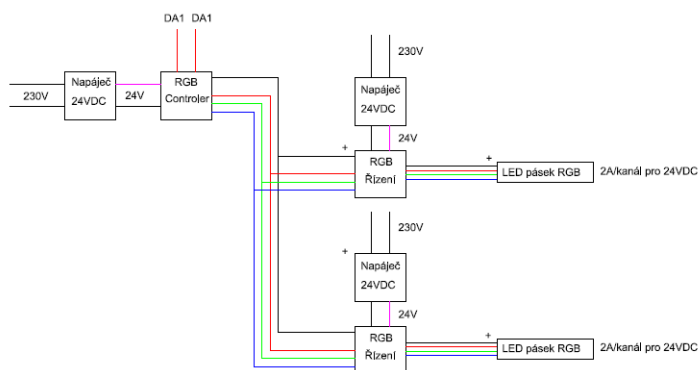 DA1 DA1
230V
Napáječ
24VDC
24V
RGB
Controler
230V
Napáječ
24VDC
24V
+
RGB
Řízení
+
LED pásek RGB
2A/kanál pro 24VDC
230V
+
Napáječ
24VDC
24V
RGB
Řízení
+
LED pásek RGB
2A/kanál pro 24VDC